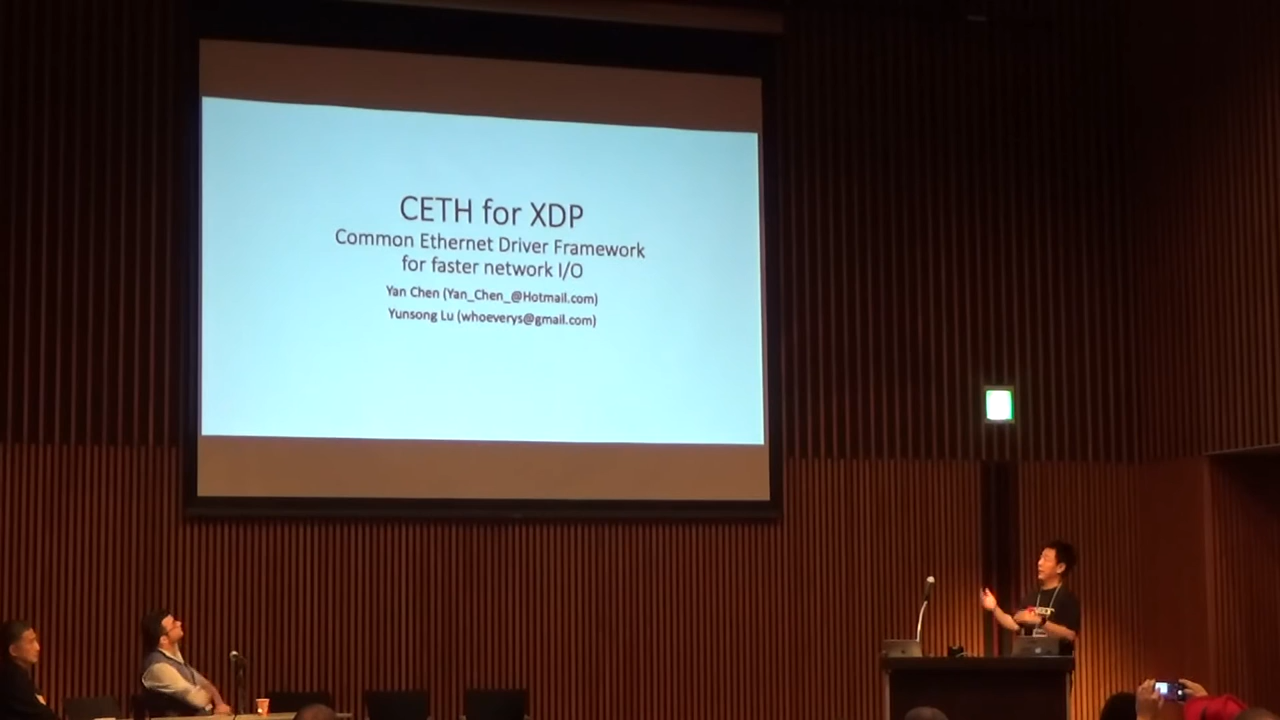 CETH for XDP
Common Ethernet Driver Framework
for faster network I/O
Yan Chen (Yan_Chen_@Hotmail.com)
Yunsong Lu (whoeverys@gmail.com)